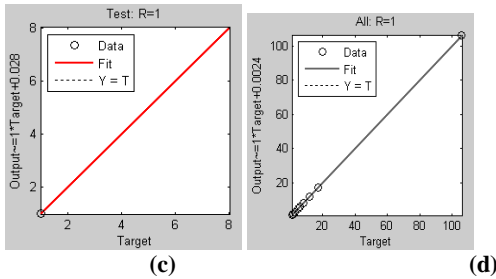 Test: R=1
Output~=1*Target+0.028
8
6
4
2
Data
Fit
Y = T
2
4
6
8
Target
(c)
All: R=1
Output~=1*Target+0.0024
100
80
60
40
20
Data
Fit
Y = T
20
40
60
80
100
Target
(d)